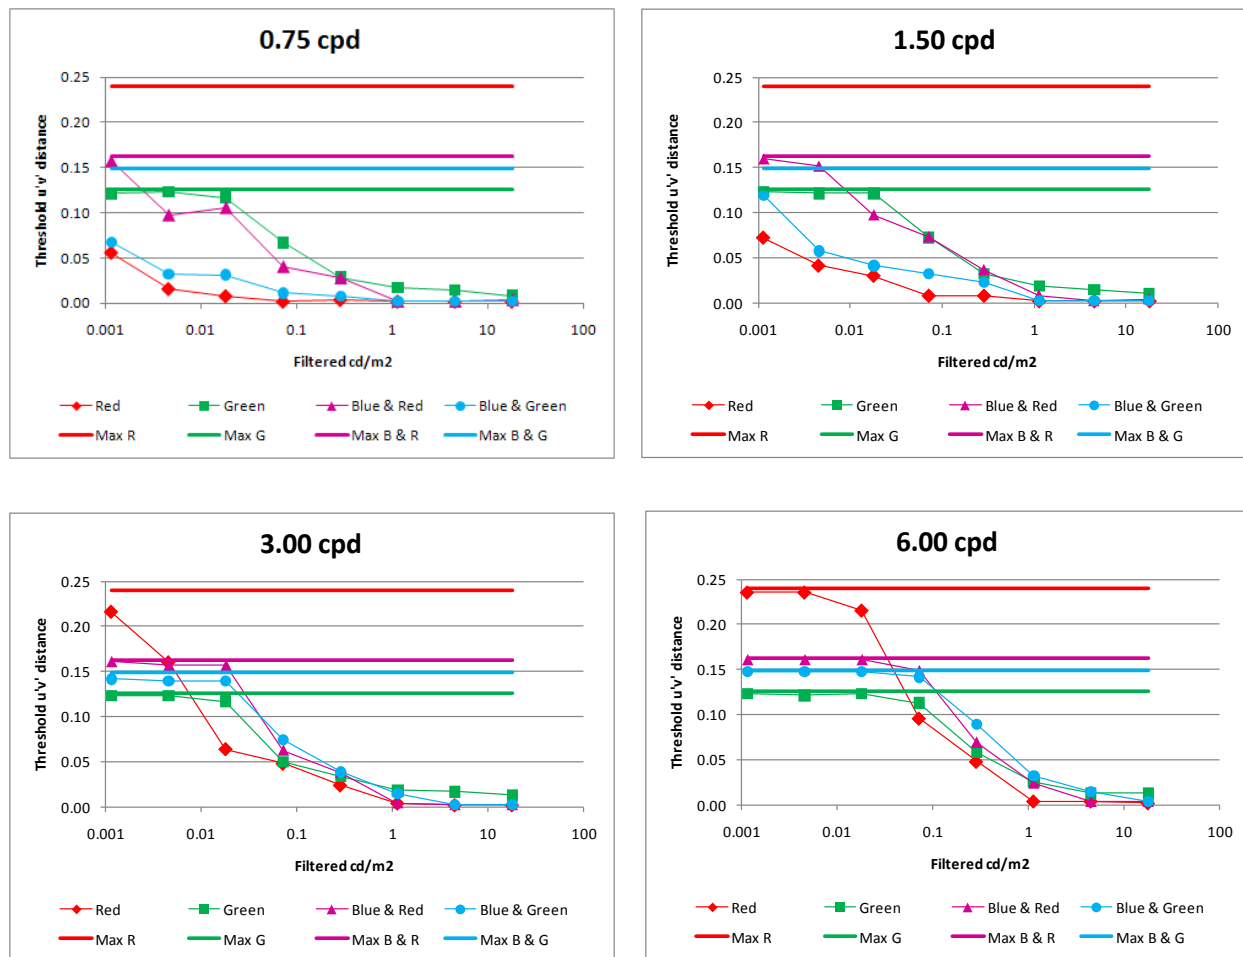 0.75 cpd
Threshold u'v' distance
0.25
0.20
0.15
0.10
0.05
0.00
0.001 0.01 0.1 1 10 100
Filtered cd/m2
Red Green Blue & Red Blue & Green
Max R Max G Max B & R Max B & G
1.50 cpd
Threshold u'v' distance
0.25
0.20
0.15
0.10
0.05
0.00
0.001 0.01 0.1 1 10 100
Filtered cd/m2
Red Green Blue & Red Blue & Green
Max R Max G Max B & R Max B & G
3.00 cpd
Threshold u'v' distance
0.25
0.20
0.15
0.10
0.05
0.00
0.001 0.01 0.1 1 10 100
Filtered cd/m2
Red Green Blue & Red Blue & Green
Max R Max G Max B & R Max B & G
6.00 cpd
Threshold u'v' distance
0.25
0.20
0.15
0.10
0.05
0.00
0.001 0.01 0.1 1 10 100
Filtered cd/m2
Red Green Blue & Red Blue & Green
Max R Max G Max B & R Max B & G